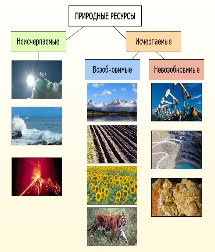 ПРИРОДНЫЕ РЕСУРСЫ
Неисчерпаемые
Исчерпаемые
Возобновимые
Невозобновимые